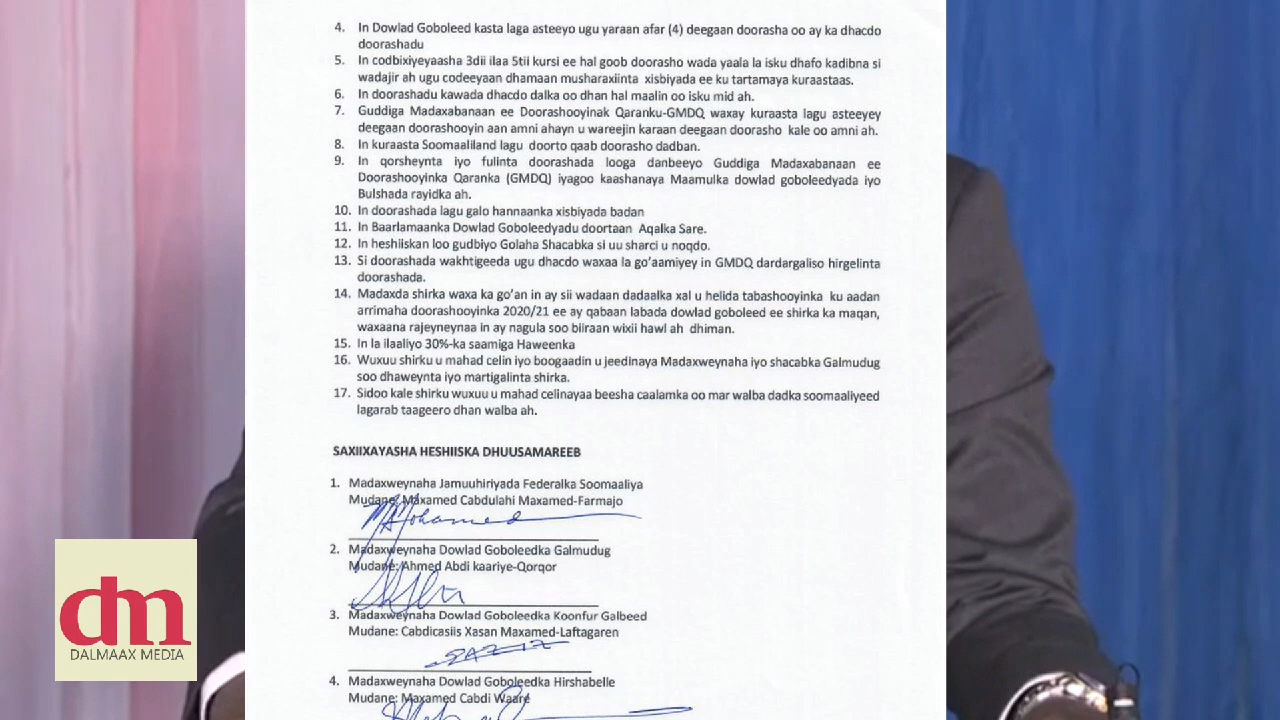 4. In Dowlad Goboleed kasta laga asteeyo ugu yaraan afar (4) deegaan doorasha oo ay ka dhacdo
doorashadu
5. In codbixiyeyaasha 3dii ilaa 5tii kursi ee hal goob doorasho wada yaala la isku dhafo kadibna si
wadajir ah ugu codeeyaan dhamaan musharaxiinta xisbiyada ee ku tartamaya kuraastaas.
6. In doorashadu kawada dhacdo dalka oo dhan hal maalin oo isku mid ah.
7. Guddiga Madaxabanaan ee Doorashooyinak Qaranku-GMDQ waxay kuraasta lagu asteeyey
deegaan doorashooyin aan amni ahayn u wareejin karaan deegaan doorasho kale oo amni ah.
8. In kuraasta Soomaaliland lagu doorto qaab doorasho dadban.
9. In qorsheynta iyo fulinta doorashada looga danbeeyo Guddiga Madaxabanaan ee
Doorashooyinka Qaranka (GMDQ) iyagoo kaashanaya Maamulka dowlad goboleedyada iyo
Bulshada rayidka ah.
10. In doorashada lagu galo hannaanka xisbiyada badan
11. In Baarlamaanka Dowlad Goboleedyadu doortaan Aqalka Sare.
12. In heshiiskan loo gudbiyo Golaha Shacabka si uu sharci u noqdo.
13. Si doorashada wakhtigeeda ugu dhacdo waxaa la go'aamiyey in GMDQ dardargaliso hirgelinta
doorashada.
14. Madaxda shirka waxa ka go'an in ay sii wadaan dadaalka xal u helida tabashooyinka ku aadan
arrimaha doorashooyinka 2020/21 ee ay qabaan labada dowlad goboleed ee shirka ka maqan,
waxaana rajeyneynaa in ay nagula soo biiraan wixii hawl ah dhiman.
15. In la ilaaliyo 30%-ka saamiga Haweenka
16. Wuxuu shirku u mahad celin iyo boogaadin u jeedinaya Madaxweynaha iyo shacabka Galmudug
soo dhaweynta iyo martigalinta shirka.
17. Sidoo kale shirku wuxuu u mahad celinayaa beesha caalamka oo mar walba dadka soomaaliyeed
lagarab taageero dhan walba ah.
SAXIIXAYASHA HESHIISKA DHUUSAMAREEB
1. Madaxweynaha Jamuuhiriyada Federalka Soomaaliya
Mudane: Maxamed Cabdulahi Maxamed-Farmajo
2. Madaxweynaha Dowlad Goboleedka Galmudug
Mudane: Ahmed Abdi kaariye-Qorqor
3. Madaxweynaha Dowlad Goboleedka Koonfur Galbeed
Mudane: Cabdicasiis Xasan Maxamed-Laftagaren
4. Madaxweynaha Dowlad Goboleedka Hirshabelle
Mudane: Maxamed Cabdi Waare
dm
DALMAAX MEDIA